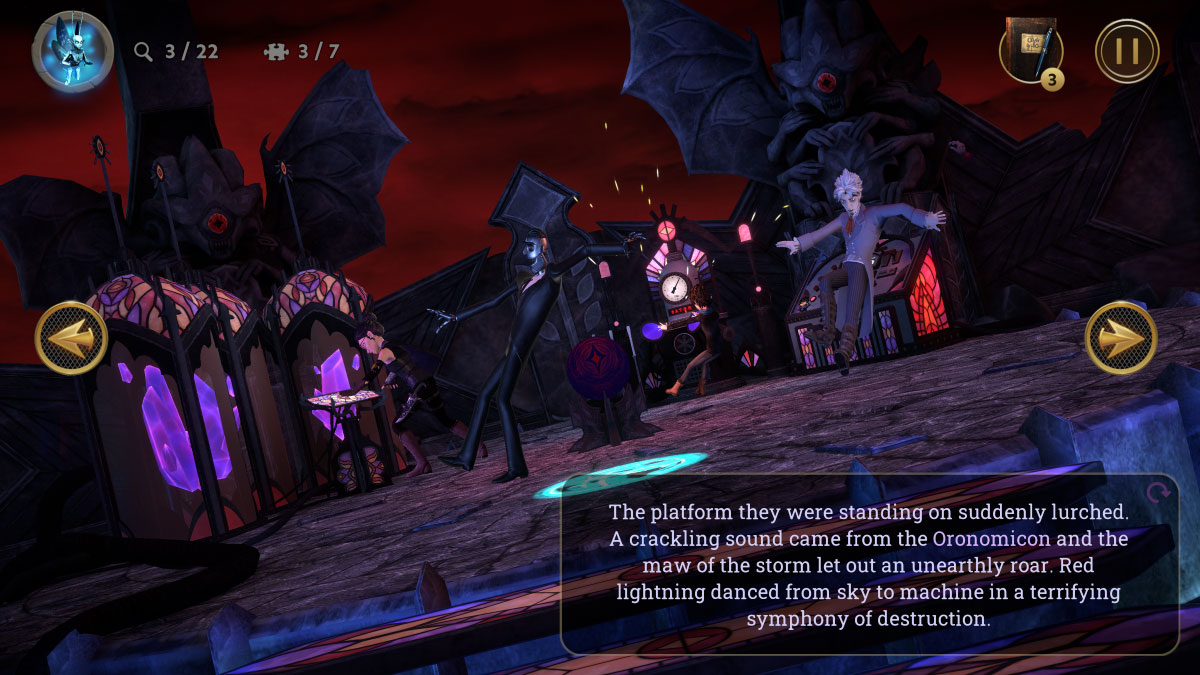 3 / 22
3 / 7
3
The platform they were standing on suddenly lurched.
A crackling sound came from the Oronomicon and the
maw of the storm let out an unearthly roar. Red
lightning danced from sky to machine in a terrifying
symphony of destruction.